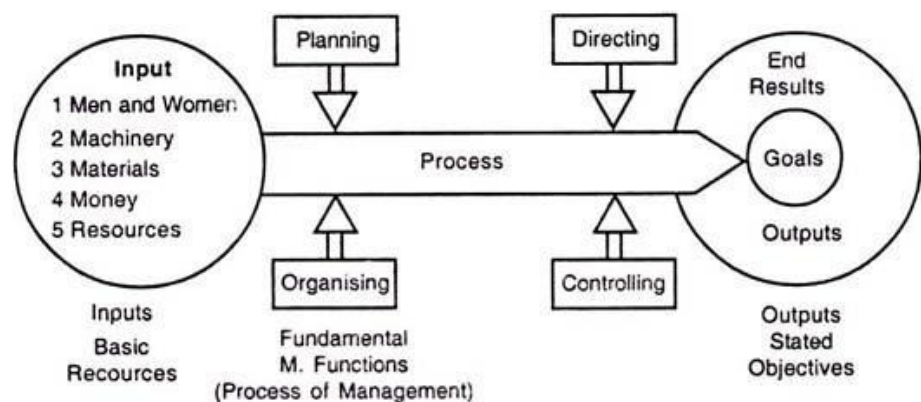 Input
1 Men and Women
2 Machinery
3 Materials
4 Money
5 Resources
Inputs
Basic
Recources
Planning
Directing
Process
Organising
Controlling
Fundamental
M. Functions
(Process of Management)
End
Results
Goals
Outputs
Outputs
Stated
Objectives